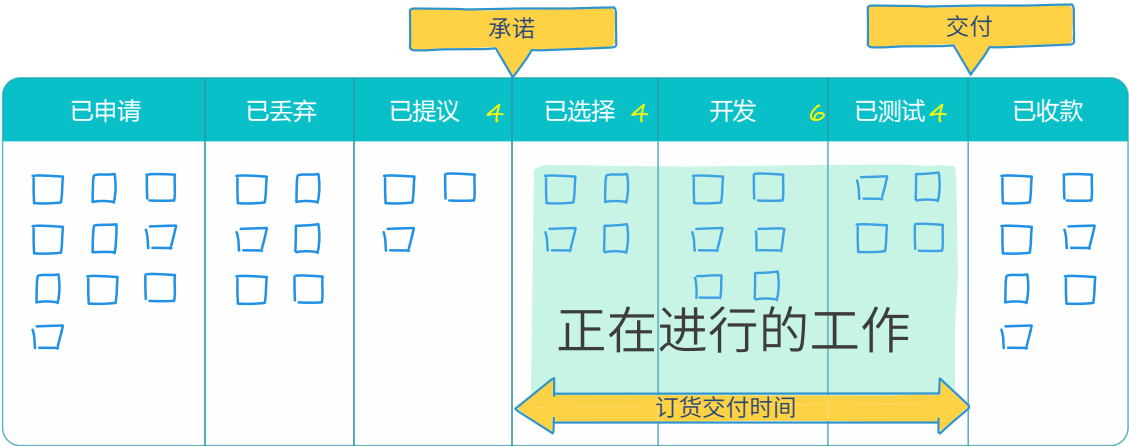 承诺
交付
已申请
已丢弃
已提议 4
已选择 4
开发 6
已测试 4
已收款
正在进行的工作
订货交付时间